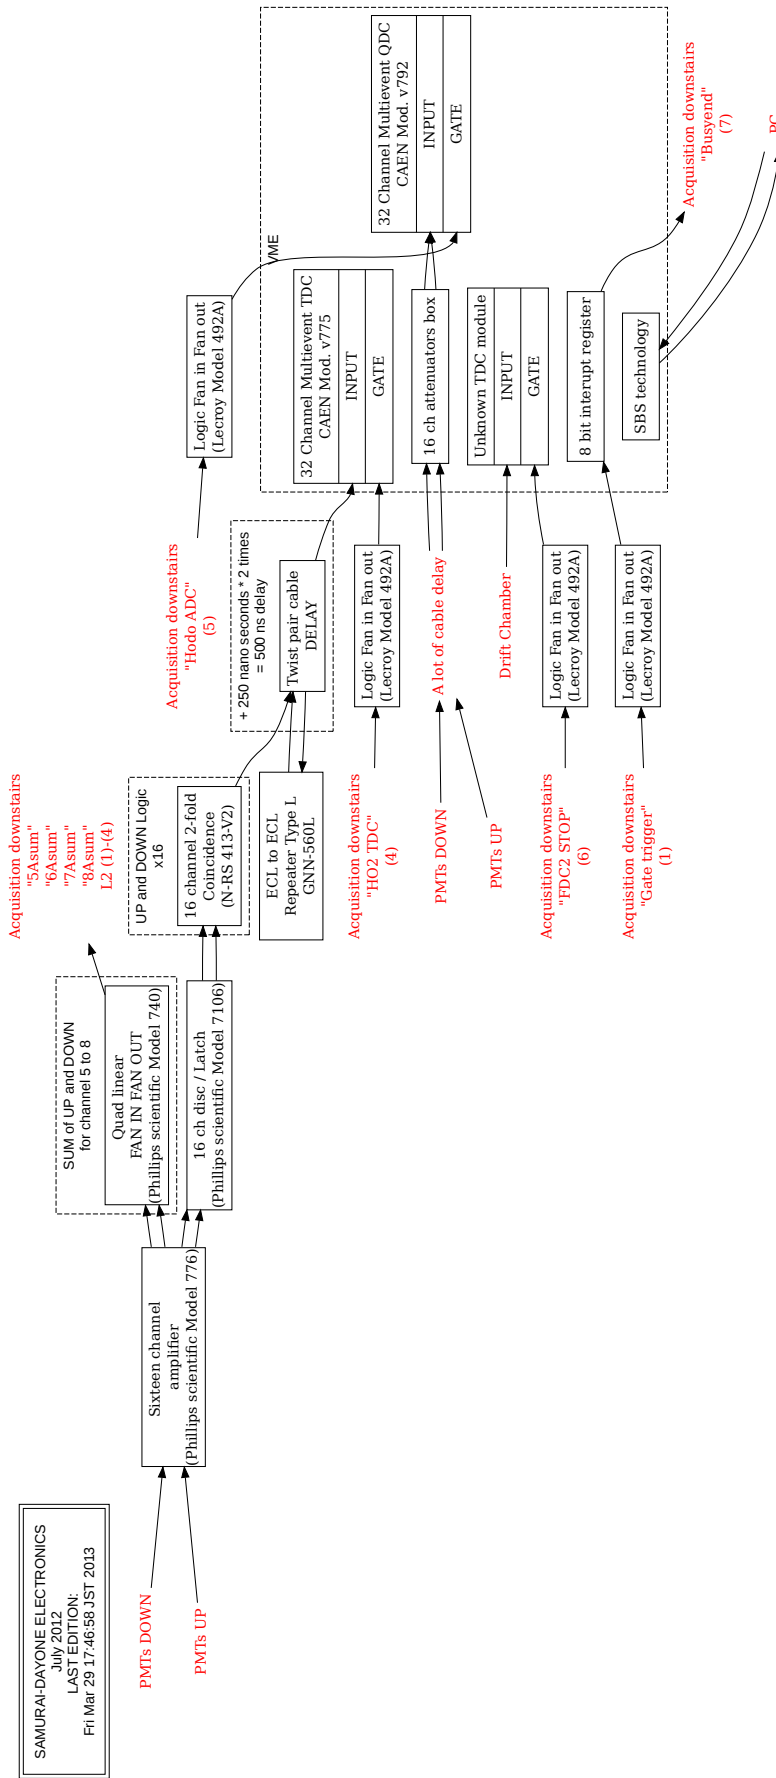 SAMURAI-DAYONE ELECTRONICS
July 2012
LAST EDITION:
Fri Mar 29 17:46:58 JST 2013
PMTs DOWN
PMTs UP
Sixteen channel
amplifier
(Phillips scientific Model 776)
SUM of UP and DOWN
for channel 5 to 8
Quad linear
FAN IN FAN OUT
(Phillips scientific Model 740)
16 ch disc / Latch
(Phillips scientific Model 7106)
Acquisition downstairs
"5Asum"
"6Asum"
"7Asum"
"8Asum"
L2 (1)-(4)
UP and DOWN Logic
x16
16 channel 2-fold
Coincidence
(N-RS 413-V2)
ECL to ECL
Repeater Type L
GNN-560L
Acquisition downstairs
"HO2 TDC"
(4)
PMTs DOWN
PMTs UP
Acquisition downstairs
"FDC2 STOP"
(6)
Acquisition downstairs
"Gate trigger"
(1)
Acquisition downstairs
"Hodo ADC"
(5)
+ 250 nano seconds * 2 times
= 500 ns delay
Twist pair cable
DELAY
Logic Fan in Fan out
(Lecroy Model 492A)
A lot of cable delay
Drift Chamber
Logic Fan in Fan out
(Lecroy Model 492A)
Logic Fan in Fan out
(Lecroy Model 492A)
Logic Fan in Fan out
(Lecroy Model 492A)
VME
32 Channel Multievent TDC
CAEN Mod. v775
INPUT
GATE
16 ch attenuators box
Unknown TDC module
INPUT
GATE
8 bit interupt register
SBS technology
32 Channel Multievent QDC
CAEN Mod. v792
INPUT
GATE
Acquisition downstairs
"Busyend"
(7)
PC